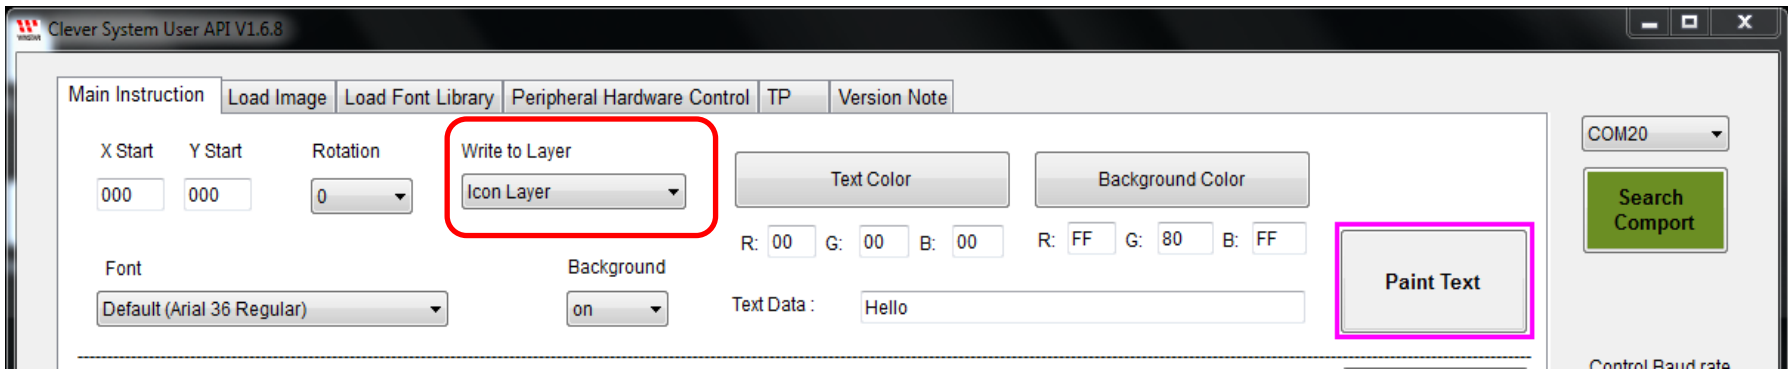 WINSTAR
Clever System User API V1.6.8
Main Instruction
Load Image
Load Font Library
Peripheral Hardware Control
TP
Version Note
X Start
Y Start
Rotation
Write to Layer
000
000
0
Icon Layer
Text Color
Background Color
R: 00 G: 00 B: 00
R: FF G: 80 B: FF
Font
Background
Default (Arial 36 Regular)
on
Text Data :
Hello
Paint Text
COM20
Search
Comport
Control Baud rate